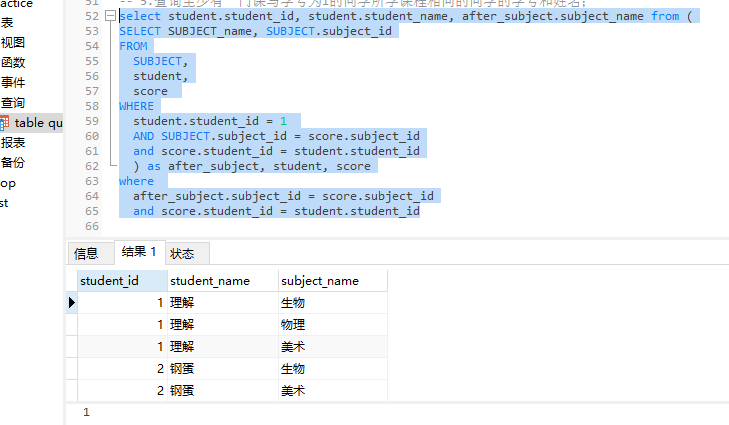 actice
表
视图
函数
事件
查询
table qu
报表
备份
op
st
52 select student.student_id, student.student_name, after_subject.subject_name from (
53 SELECT SUBJECT_name, SUBJECT.subject_id
54 FROM
55 SUBJECT,
56 student,
57 score
58 WHERE
59 student.student_id = 1
60 AND SUBJECT.subject_id = score.subject_id
61 and score.student_id = student.student_id
62 ) as after_subject, student, score
63 where
64 after_subject.subject_id = score.subject_id
65 and score.student_id = student.student_id
66
信息 结果 1 状态
student_id student_name subject_name
1 理解 生物
1 理解 物理
1 理解 美术
2 钢蛋 生物
2 钢蛋 美术
1